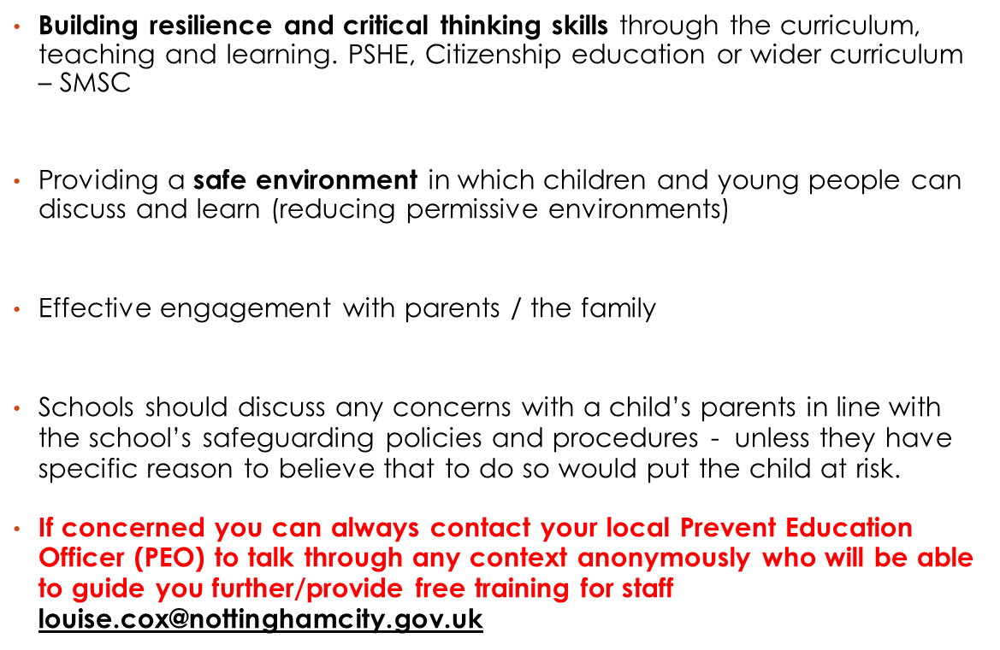 • Building resilience and critical thinking skills through the curriculum,
teaching and learning. PSHE, Citizenship education or wider curriculum
– SMSC
• Providing a safe environment in which children and young people can
discuss and learn (reducing permissive environments)
• Effective engagement with parents / the family
• Schools should discuss any concerns with a child’s parents in line with
the school’s safeguarding policies and procedures - unless they have
specific reason to believe that to do so would put the child at risk.
• If concerned you can always contact your local Prevent Education
Officer (PEO) to talk through any context anonymously who will be able
to guide you further/provide free training for staff
louise.cox@nottinghamcity.gov.uk